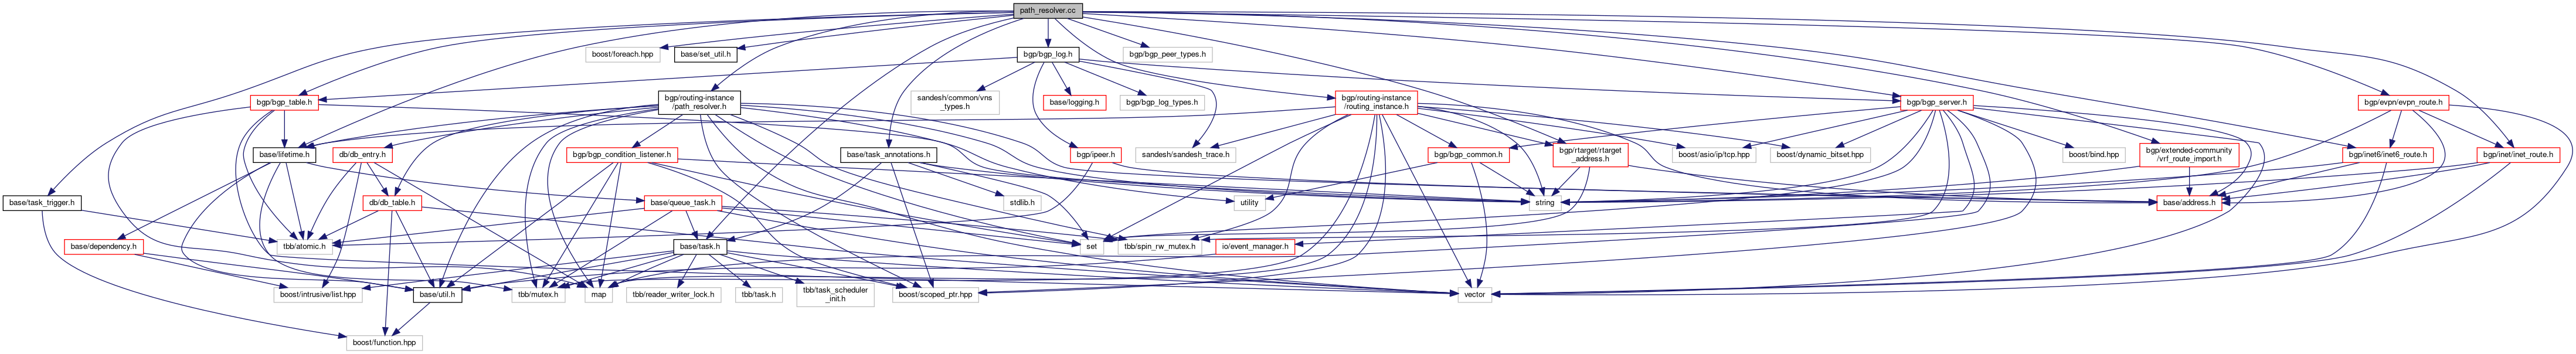 path_resolver.cc
boost/foreach.hpp
base/set_util.h
bgp/bgp_log.h
bgp/bgp_peer_types.h
bgp/bgp_table.h
bgp/routing-instance
/path_resolver.h
sandesh/common/vns
_types.h
base/logging.h
bgp/bgp_log_types.h
bgp/routing-instance
/routing_instance.h
bgp/bgp_server.h
bgp/evpn/evpn_route.h
base/lifetime.h
db/db_entry.h
bgp/bgp_condition_listener.h
base/task_annotations.h
bgp/ipeer.h
sandesh/sandesh_trace.h
bgp/bgp_common.h
bgp/rtarget/rtarget
_address.h
boost/asio/ip/tcp.hpp
boost/dynamic_bitset.hpp
boost/bind.hpp
bgp/extended-community
/vrf_route_import.h
bgp/inet6/inet6_route.h
bgp/inet/inet_route.h
base/task_trigger.h
db/db_table.h
base/queue_task.h
stdlib.h
utility
string
base/address.h
base/dependency.h
tbb/atomic.h
base/task.h
set
tbb/spin_rw_mutex.h
io/event_manager.h
boost/intrusive/list.hpp
base/util.h
tbb/mutex.h
map
tbb/reader_writer_lock.h
tbb/task.h
tbb/task_scheduler
_init.h
boost/scoped_ptr.hpp
vector
boost/function.hpp